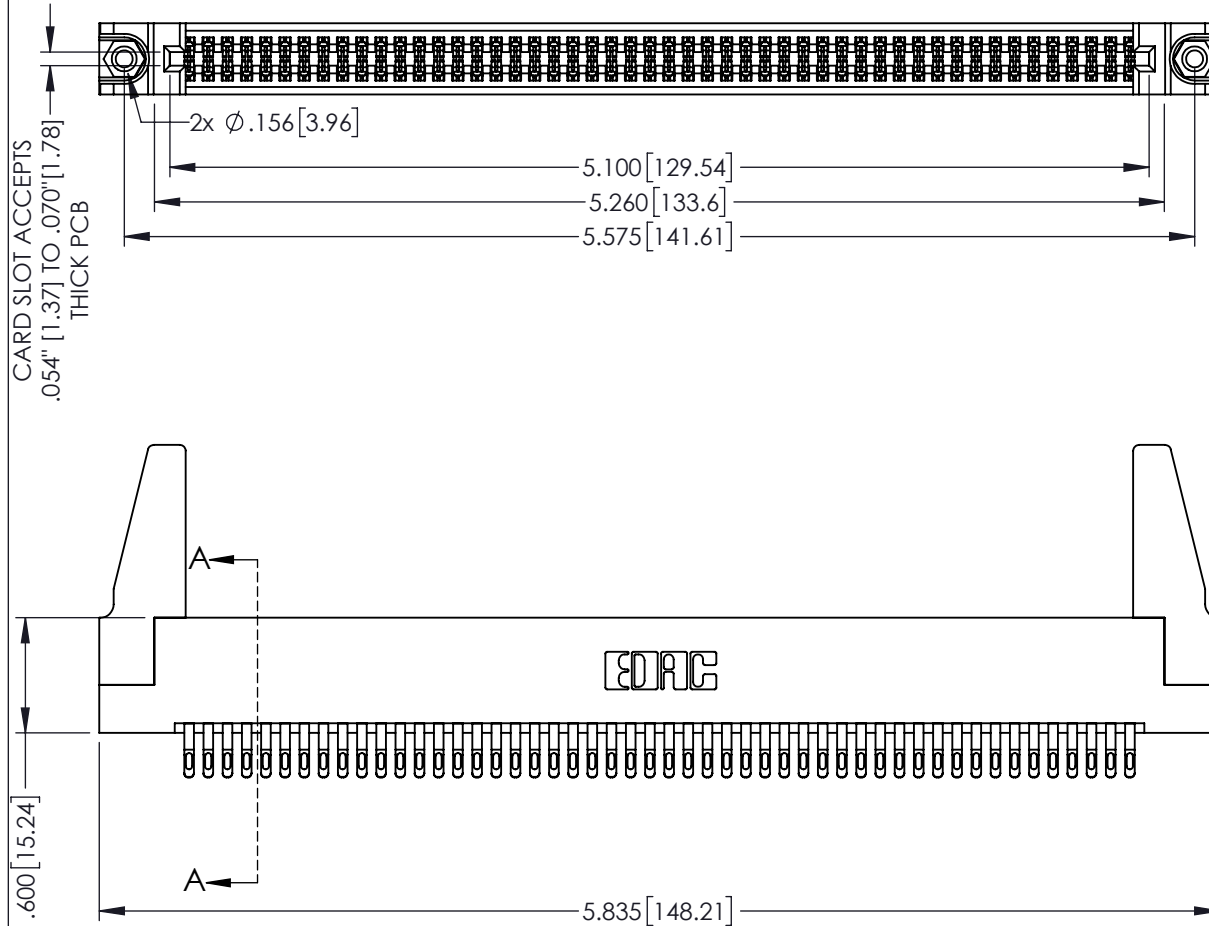 2x Ø.156[3.96]
5.100[129.54]
5.260[133.6]
5.575[141.61]
CARD SLOT ACCEPTS
.054" [1.37] TO .070"[1.78]
THICK PCB
A
EDAC
A
.600[15.24]
5.835[148.21]